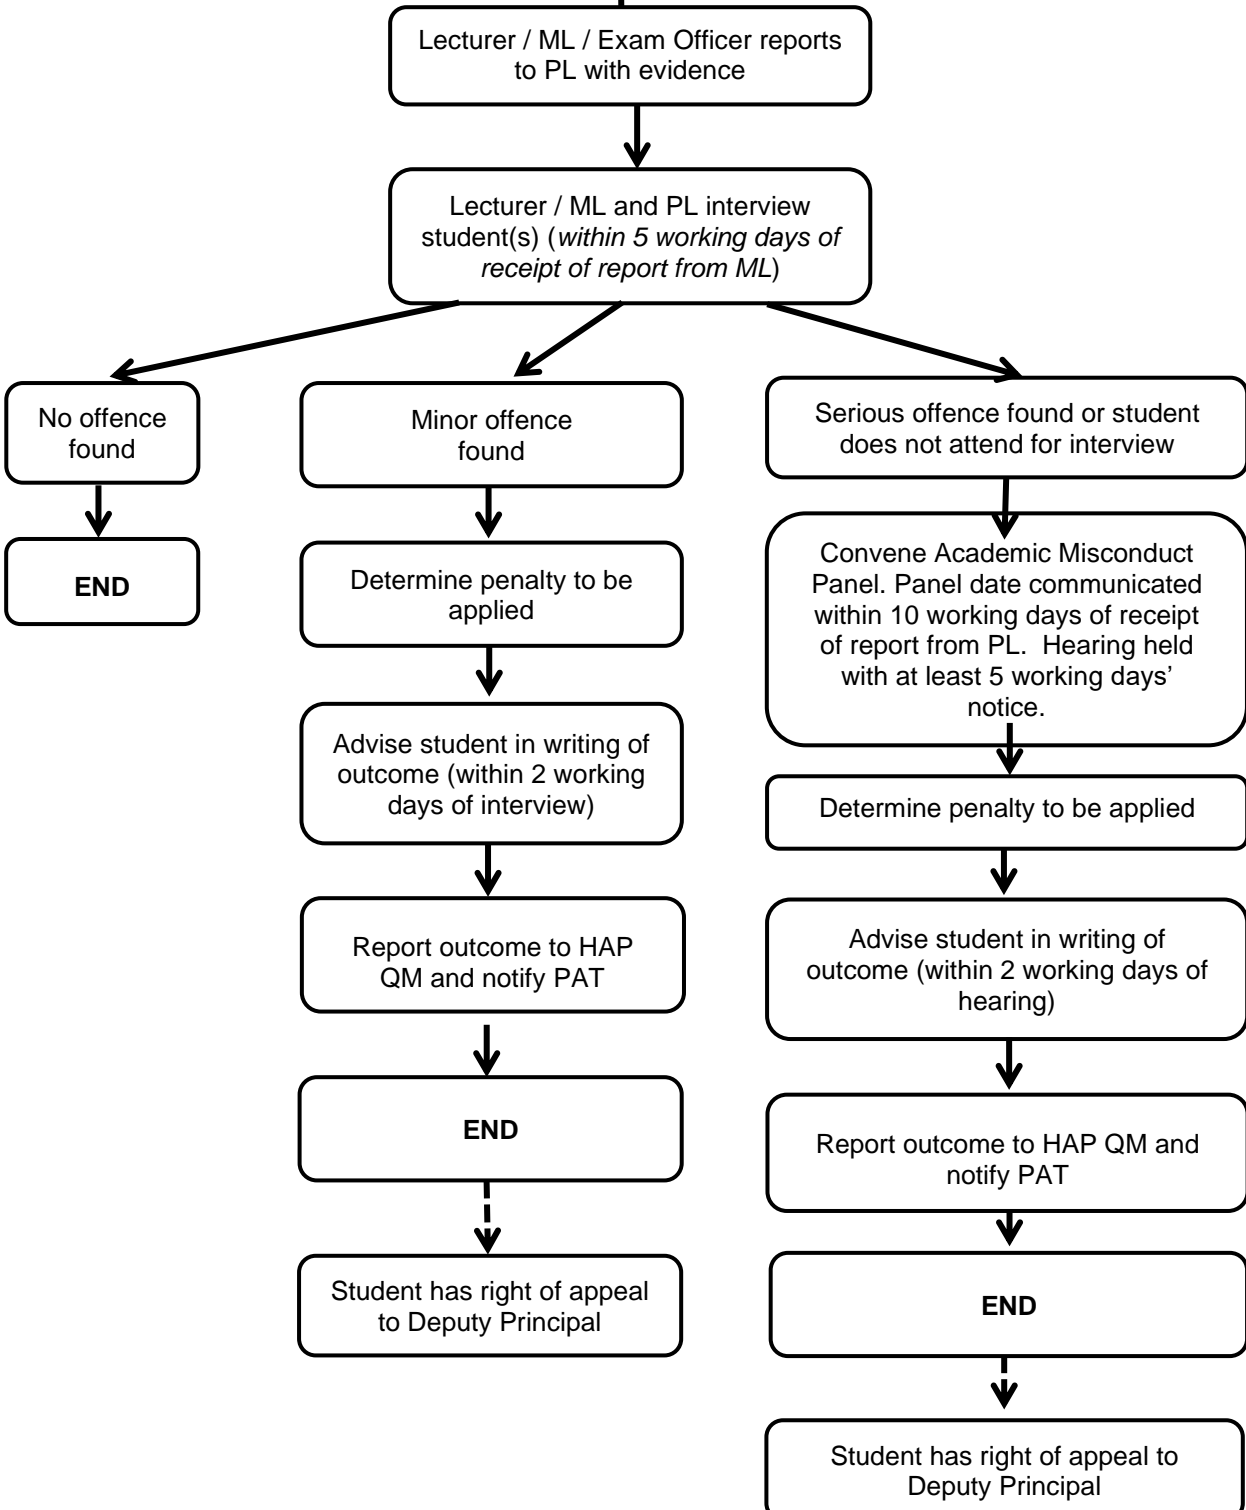 Lecturer / ML / Exam Officer reports
to PL with evidence
Lecturer / ML and PL interview
student(s) (within 5 working days of
receipt of report from ML)
No offence
found
END
Minor offence
found
Determine penalty to be
applied
Advise student in writing of
outcome (within 2 working
days of interview)
Report outcome to HAP
QM and notify PAT
END
Student has right of appeal
to Deputy Principal
Serious offence found or student
does not attend for interview
Convene Academic Misconduct
Panel. Panel date communicated
within 10 working days of receipt
of report from PL.  Hearing held
with at least 5 working days’
notice.
Determine penalty to be applied
Advise student in writing of
outcome (within 2 working days of
hearing)
Report outcome to HAP QM and
notify PAT
END
Student has right of appeal to
Deputy Principal